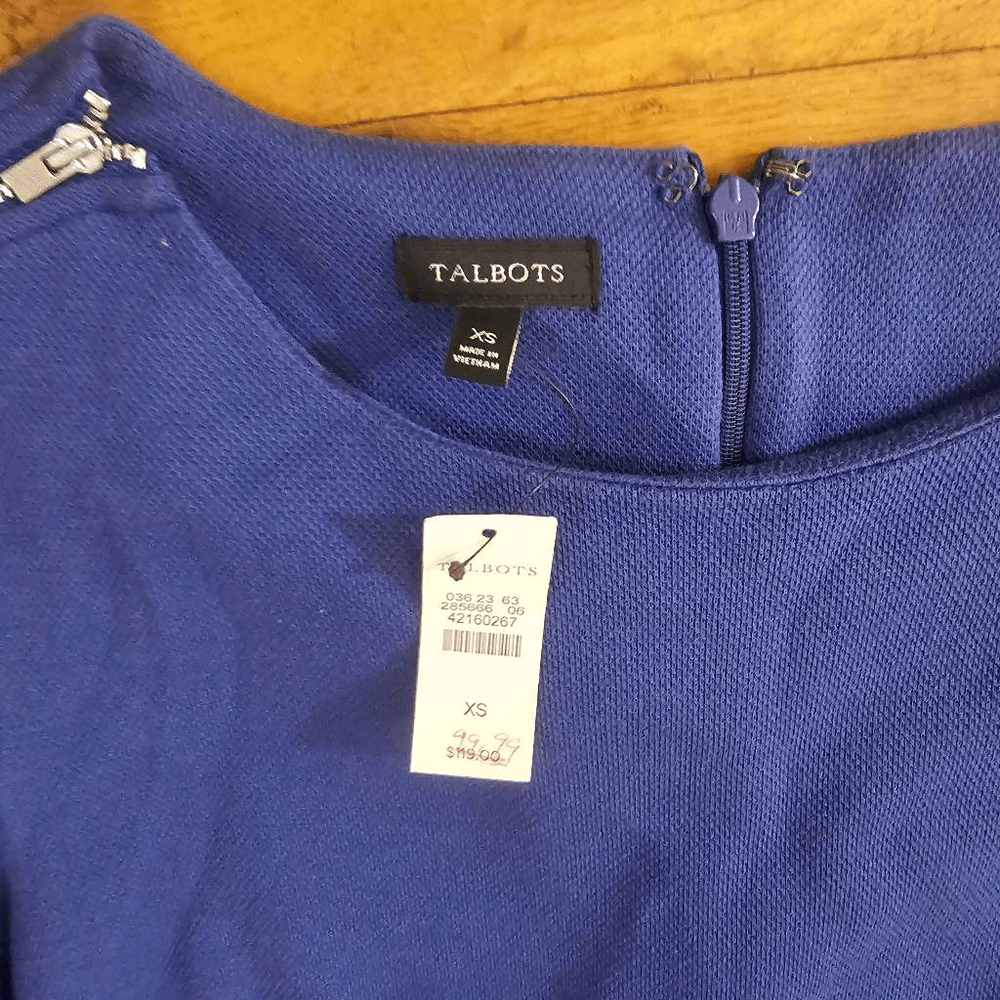 TALBOTS
XS
MADE IN
VIETNAM
TALBOTS
036 23 63
285666 06
42160267
XS
99.99
$119.00